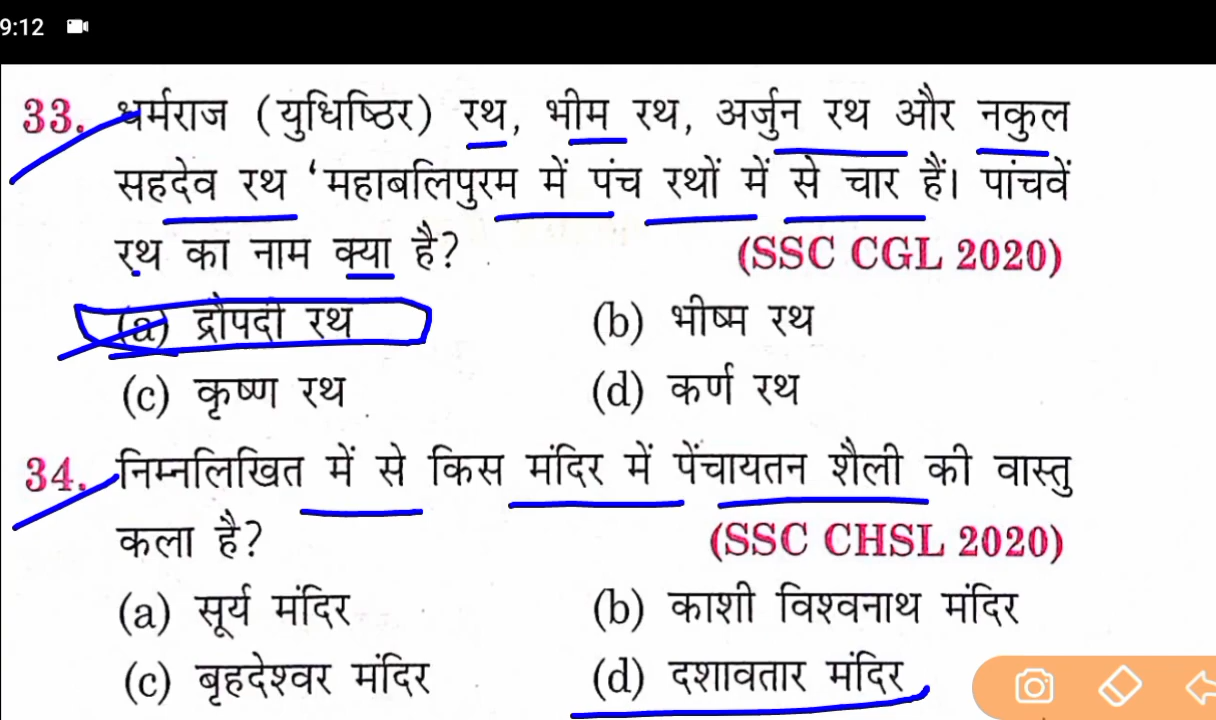 9:12
33. धर्मराज (युधिष्ठिर) रथ, भीम रथ, अर्जुन रथ और नकुल
सहदेव रथ ‘महाबलिपुरम में पंच रथों में से चार हैं। पांचवें
रथ का नाम क्या है? (SSC CGL 2020)
(a) द्रौपदी रथ (b) भीष्म रथ
(c) कृष्ण रथ (d) कर्ण रथ
34. निम्नलिखित में से किस मंदिर में पेंचायतन शैली की वास्तु
कला है? (SSC CHSL 2020)
(a) सूर्य मंदिर (b) काशी विश्वनाथ मंदिर
(c) बृहदेश्वर मंदिर (d) दशावतार मंदिर